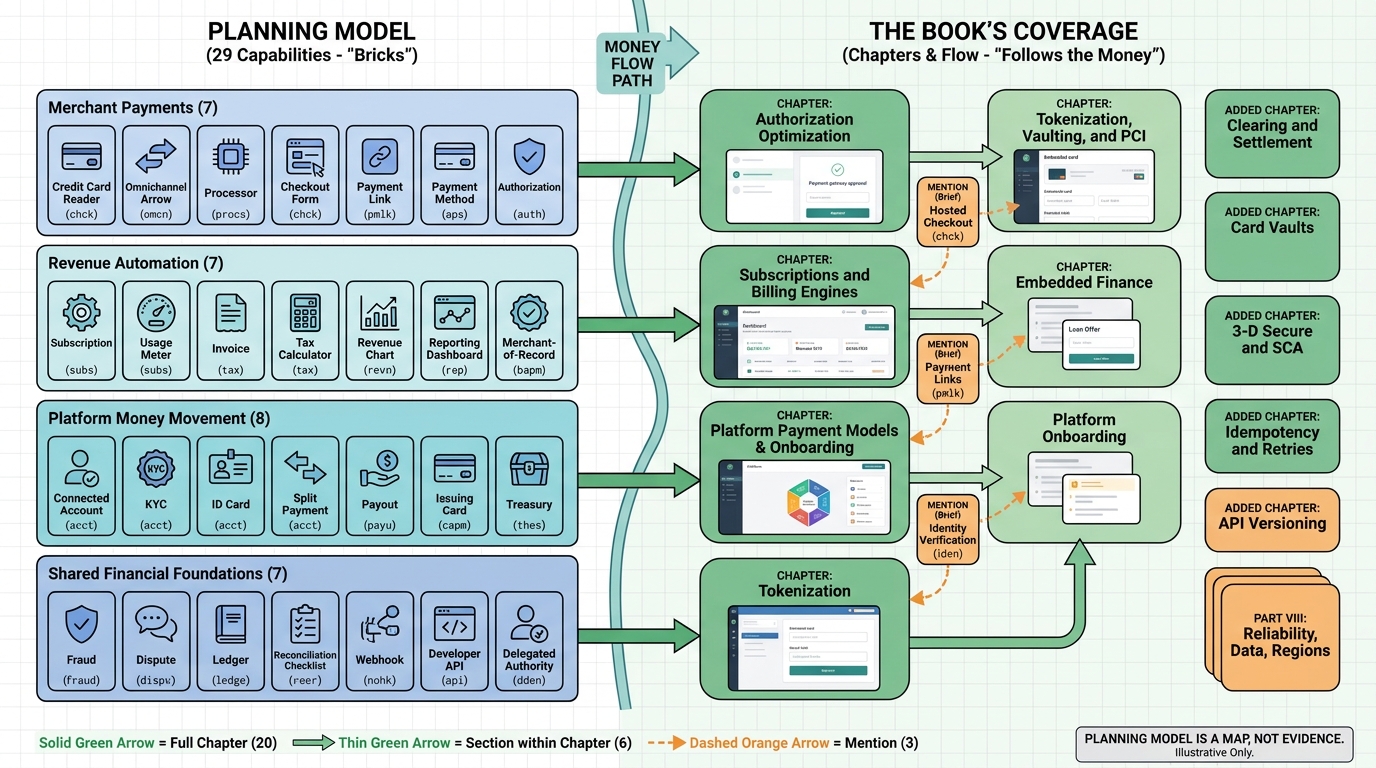 PLANNING MODEL
(29 Capabilities - "Bricks")
MONEY
FLOW
PATH
THE BOOK'S COVERAGE
(Chapters & Flow - "Follows the Money")
Merchant Payments (7)
Credit Card
Reader
(chck)
Omnichannel
Arrow
(omcn)
Processor
(procs)
Checkout
Form
(chck)
Payment
Link
(pmlk)
Payment
Method
(aps)
Authorization
(auth)
Revenue Automation (7)
Subscription
(subs)
Usage
Meter
(subs)
Invoice
(tax)
Tax
Calculator
(tax)
Revenue
Chart
(revn)
Reporting
Dashboard
(rep)
Merchant-
of-Record
(bapm)
Platform Money Movement (8)
Connected
Account
(acct)
KYC
KYC
(acct)
ID Card
(acct)
Split
Payment
(acct)
Payout
(payu)
Issuing
Card
(capm)
Treasury
(thes)
Shared Financial Foundations (7)
Fraud
(fraud)
Dispute
Ledger
(ledge)
Reconciliation
Checklist
(reer)
Webhook
(nohk)
Developer
API
(api)
Delegated
Authority
(dden)
CHAPTER:
Authorization
Optimization
Payment gateway approved
CHAPTER:
Tokenization,
Vaulting, and PCI
MENTION
(Brief)
Hosted
Checkout
(chck)
CHAPTER:
Subscriptions and
Billing Engines
CHAPTER:
Embedded Finance
Loan Offer
MENTION
(Brief)
Payment
Links
CHAPTER:
Platform Payment Models
& Onboarding
Platform
Onboarding
MENTION
(Brief)
Identity
Verification
(iden)
CHAPTER:
Tokenization
ADDED CHAPTER:
Clearing and
Settlement
ADDED CHAPTER:
Card Vaults
ADDED CHAPTER:
3-D Secure
and SCA
ADDED CHAPTER:
Idempotency
and Retries
ADDED CHAPTER:
API Versioning
PART VIII:
Reliability,
Data, Regions
Solid Green Arrow = Full Chapter (20)
Thin Green Arrow = Section within Chapter (6)
Dashed Orange Arrow = Mention (3)
PLANNING MODEL IS A MAP, NOT EVIDENCE.
Illustrative Only.